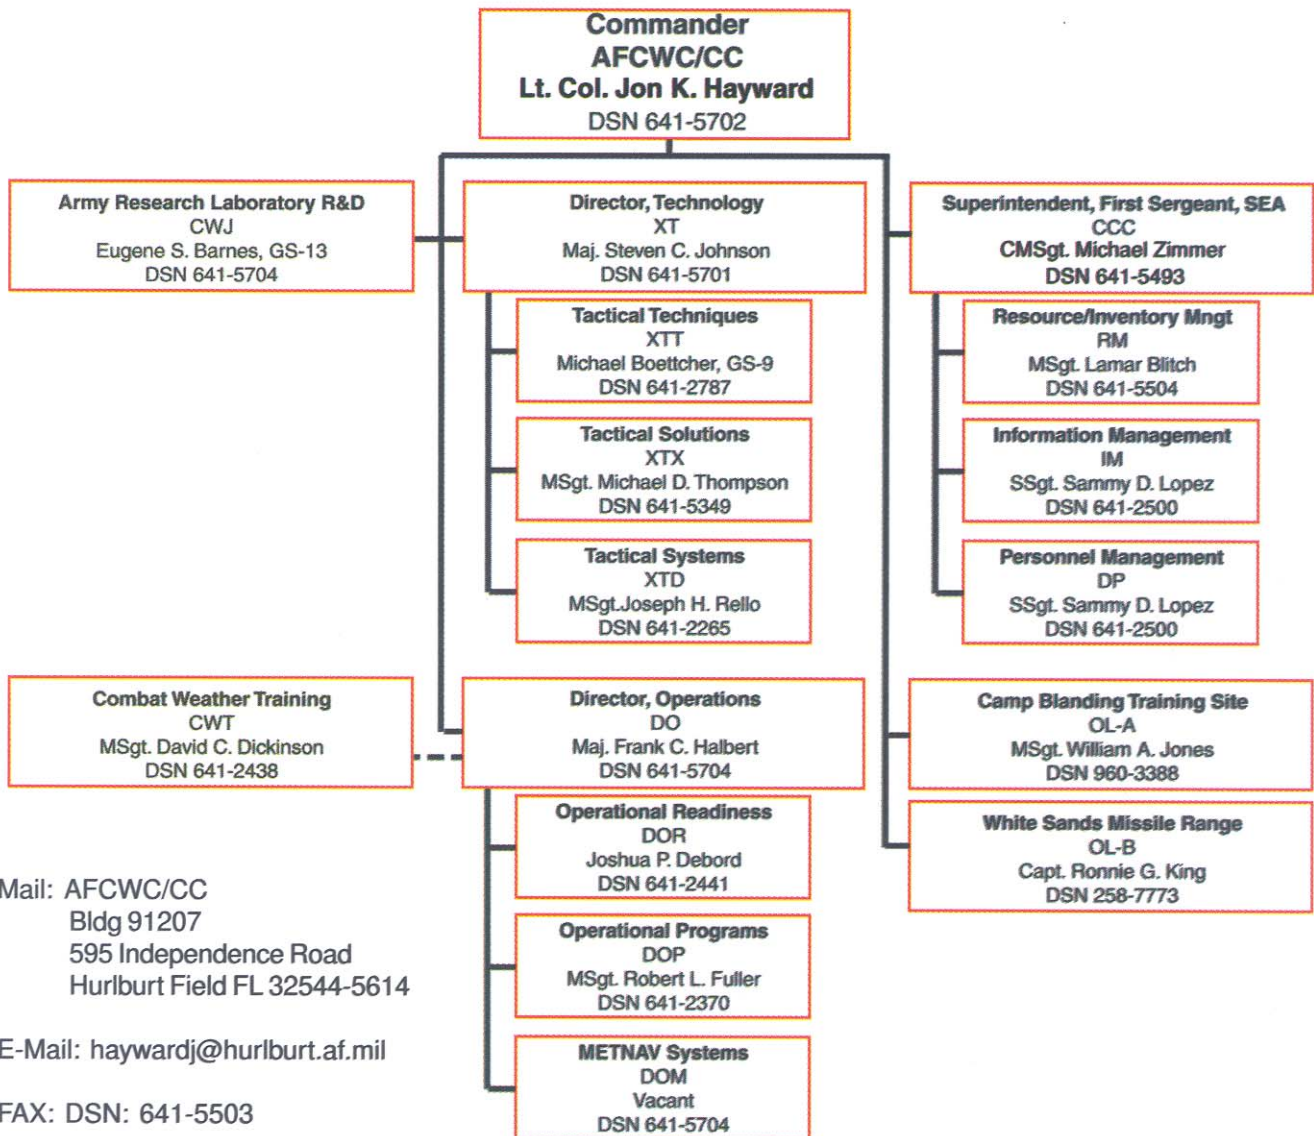 Commander
AFCWC/CC
Lt. Col. Jon K. Hayward
DSN 641-5702
Army Research Laboratory R&D
CWJ
Eugene S. Barnes, GS-13
DSN 641-5704
Director, Technology
XT
Maj. Steven C. Johnson
DSN 641-5701
Superintendent, First Sergeant, SEA
CCC
CMSgt. Michael Zimmer
DSN 641-5493
Tactical Techniques
XTT
Michael Boettcher, GS-9
DSN 641-2787
Tactical Solutions
XTX
MSgt. Michael D. Thompson
DSN 641-5349
Tactical Systems
XTD
MSgt.Joseph H. Rello
DSN 641-2265
Resource/Inventory Mngt
RM
MSgt. Lamar Blitch
DSN 641-5504
Information Management
IM
SSgt. Sammy D. Lopez
DSN 641-2500
Personnel Management
DP
SSgt. Sammy D. Lopez
DSN 641-2500
Combat Weather Training
CWT
MSgt. David C. Dickinson
DSN 641-2438
Director, Operations
DO
Maj. Frank C. Halbert
DSN 641-5704
Camp Blanding Training Site
OL-A
MSgt. William A. Jones
DSN 960-3388
White Sands Missile Range
OL-B
Capt. Ronnie G. King
DSN 258-7773
Operational Readiness
DOR
Joshua P. Debord
DSN 641-2441
Operational Programs
DOP
MSgt. Robert L. Fuller
DSN 641-2370
METNAV Systems
DOM
Vacant
DSN 641-5704
Mail: AFCWC/CC
Bldg 91207
595 Independence Road
Hurlburt Field FL 32544-5614
E-Mail: haywardj@hurlburt.af.mil
FAX: DSN: 641-5503